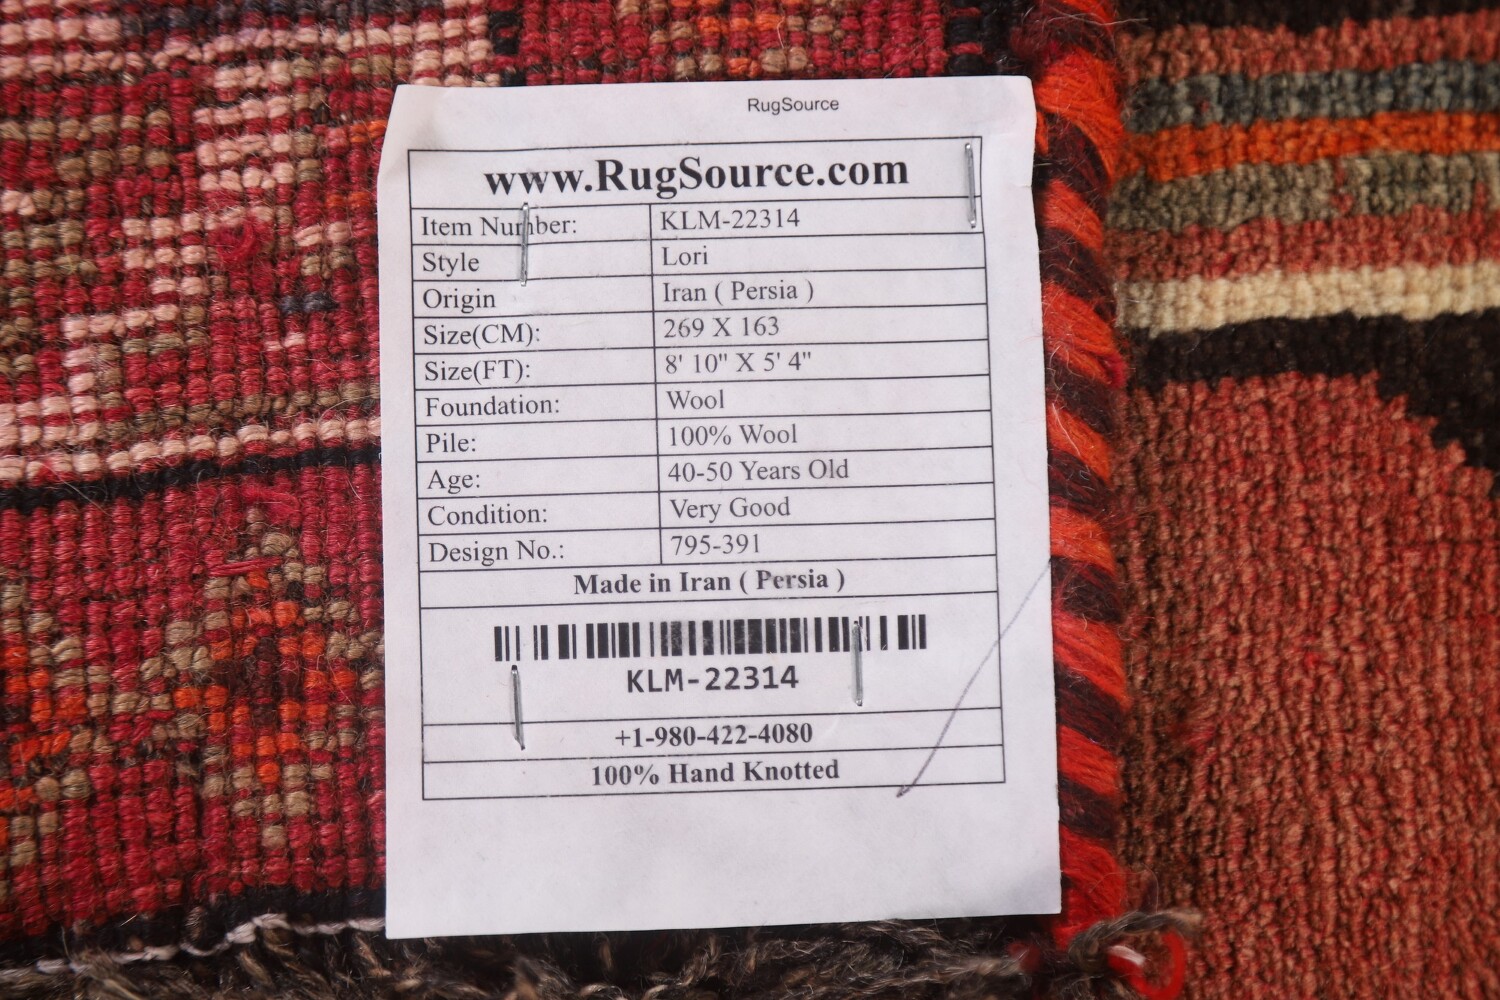 RugSource
www.RugSource.com
Item Number: KLM-22314
Style Lori
Origin Iran ( Persia )
Size(CM): 269 X 163
Size(FT): 8' 10" X 5' 4"
Foundation: Wool
Pile: 100% Wool
Age: 40-50 Years Old
Condition: Very Good
Design No.: 795-391
Made in Iran ( Persia )
KLM-22314
+1-980-422-4080
100% Hand Knotted